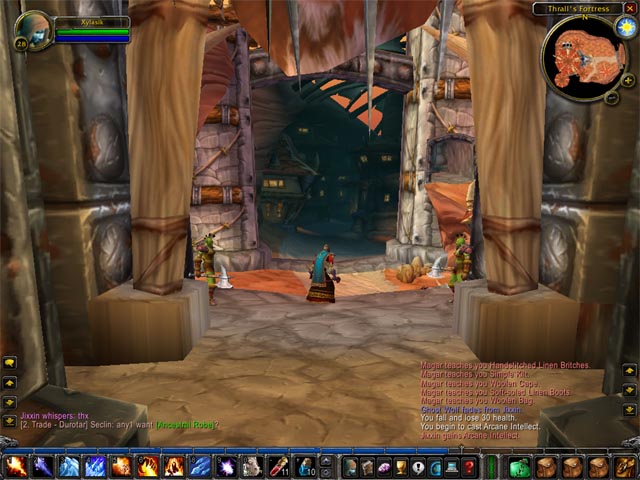 Xylasik
28
Thrall's Fortress
N
Magar teaches you Handstitched Linen Britches.
Magar teaches you Simple Kilt.
Magar teaches you Woolen Cape.
Magar teaches you Soft-soled Linen Boots.
Magar teaches you Woolen Bag.
Ghost Wolf fades from Jixxin.
You fall and lose 30 health.
You begin to cast Arcane Intellect.
Jixxin gains Arcane Intellect.
Jixxin whispers: thx
[2. Trade - Durotar] Seclin: any1 want [Ancestral Robe]?
11
10